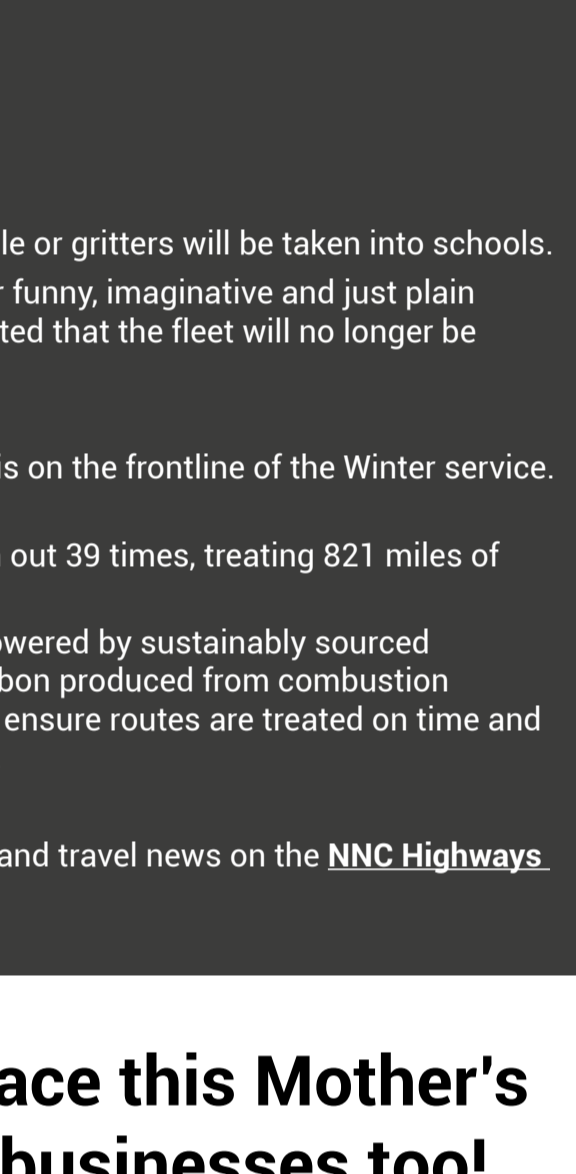 le or gritters will be taken into schools.
funny, imaginative and just plain
ted that the fleet will no longer be
is on the frontline of the Winter service.
out 39 times, treating 821 miles of
owered by sustainably sourced
bon produced from combustion
ensure routes are treated on time and
and travel news on the NNC Highways
ace this Mother's
businesses too!